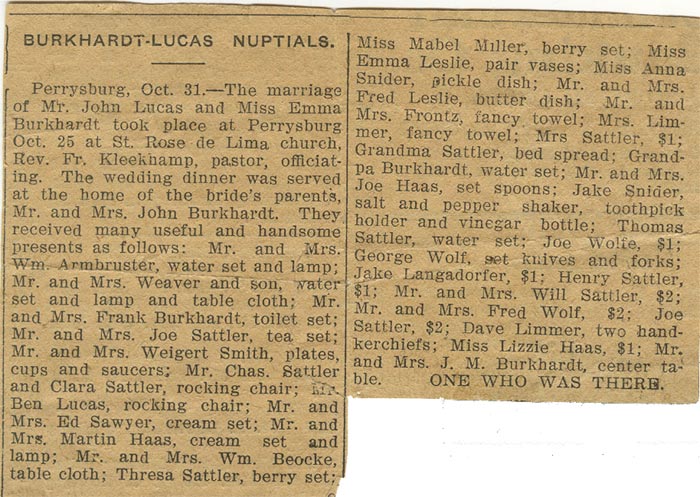 BURKHARDT-LUCAS NUPTIALS.
Perrysburg, Oct. 31.—The marriage
of Mr. John Lucas and Miss Emma
Burkhardt took place at Perrysburg
Oct. 25 at St. Rose de Lima church,
Rev. Fr. Kleekhamp, pastor, officiat-
ing. The wedding dinner was served
at the home of the bride's parents,
Mr. and Mrs. John Burkhardt. They
received many useful and handsome
presents as follows: Mr. and Mrs.
Wm. Armbruster, water set and lamp;
Mr. and Mrs. Weaver and son, water
set and lamp and table cloth; Mr.
and Mrs. Frank Burkhardt, toilet set;
Mr. and Mrs. Joe Sattler, tea set;
Mr. and Mrs. Weigert Smith, plates,
cups and saucers; Mr. Chas. Sattler
and Clara Sattler, rocking chair; Mr.
Ben Lucas, rocking chair; Mr. and
Mrs. Ed Sawyer, cream set; Mr. and
Mrs. Martin Haas, cream set and
lamp; Mr. and Mrs. Wm. Beocke,
table cloth; Thresa Sattler, berry set;
Miss Mabel Miller, berry set; Miss
Emma Leslie, pair vases; Miss Anna
Snider, pickle dish; Mr. and Mrs.
Fred Leslie, butter dish; Mr. and
Mrs. Frontz, fancy towel; Mrs. Lim-
mer, fancy towel; Mrs Sattler, $1;
Grandma Sattler, bed spread; Grand-
pa Burkhardt, water set; Mr. and Mrs.
Joe Haas, set spoons; Jake Snider,
salt and pepper shaker, toothpick
holder and vinegar bottle; Thomas
Sattler, water set; Joe Wolfe, $1;
George Wolf, set knives and forks;
Jake Langadorfer, $1; Henry Sattler,
$1; Mr. and Mrs. Will Sattler, $2;
Mr. and Mrs. Fred Wolf, $2; Joe
Sattler, $2; Dave Limmer, two hand-
kerchiefs; Miss Lizzie Haas, $1; Mr.
and Mrs. J. M. Burkhardt, center ta-
ble. ONE WHO WAS THERE.